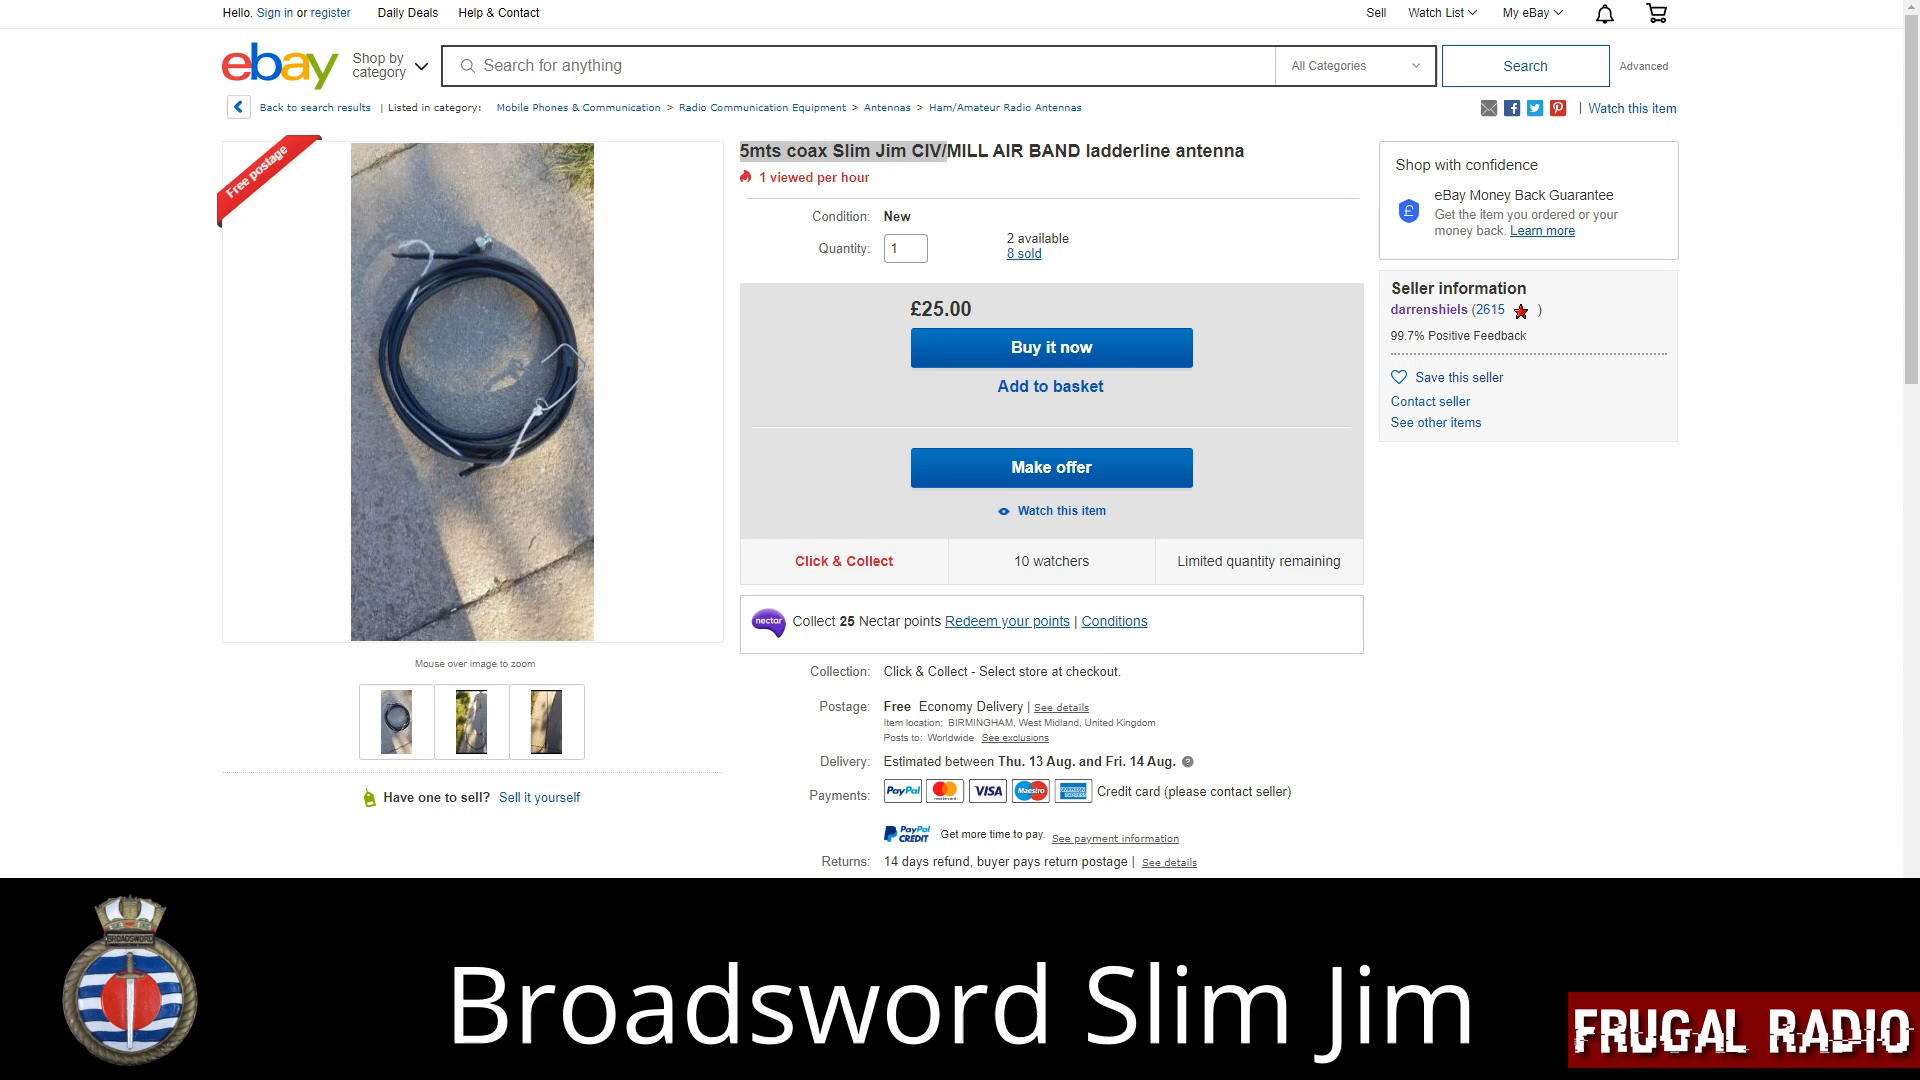 Hello. Sign in or register Daily Deals Help & Contact Sell Watch List My eBay
ebay Shop by category Search for anything All Categories Search Advanced
Back to search results | Listed in category: Mobile Phones & Communication > Radio Communication Equipment > Antennas > Ham/Amateur Radio Antennas | Watch this item
Free postage
5mts coax Slim Jim CIV/MILL AIR BAND ladderline antenna
1 viewed per hour
Condition: New
Quantity: 1
2 available
8 sold
£25.00
Buy it now
Add to basket
Make offer
Watch this item
Click & Collect 10 watchers Limited quantity remaining
nectar Collect 25 Nectar points Redeem your points | Conditions
Collection: Click & Collect - Select store at checkout.
Postage: Free Economy Delivery | See details
Item location: BIRMINGHAM, West Midland, United Kingdom
Posts to: Worldwide See exclusions
Delivery: Estimated between Thu. 13 Aug. and Fri. 14 Aug.
Payments: PayPal mastercard VISA Maestro AMERICAN EXPRESS Credit card (please contact seller)
PayPal CREDIT Get more time to pay. See payment information
Returns: 14 days refund, buyer pays return postage | See details
Mouse over image to zoom
Have one to sell? Sell it yourself
Shop with confidence
eBay Money Back Guarantee
Get the item you ordered or your
money back. Learn more
Seller information
darrenshiels (2615 )
99.7% Positive Feedback
Save this seller
Contact seller
See other items
BROADSWORD
Broadsword Slim Jim
FRUGAL RADIO